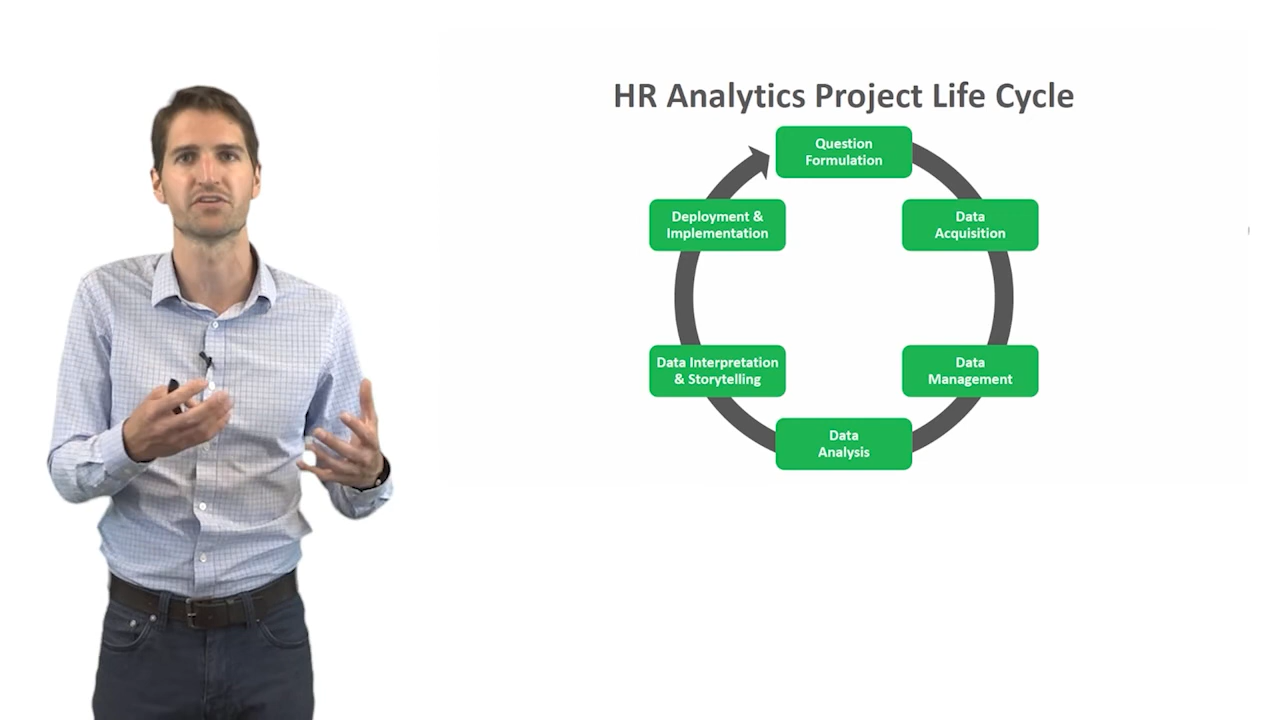 HR Analytics Project Life Cycle
Question
Formulation
Data
Acquisition
Data
Management
Data
Analysis
Data Interpretation
& Storytelling
Deployment &
Implementation